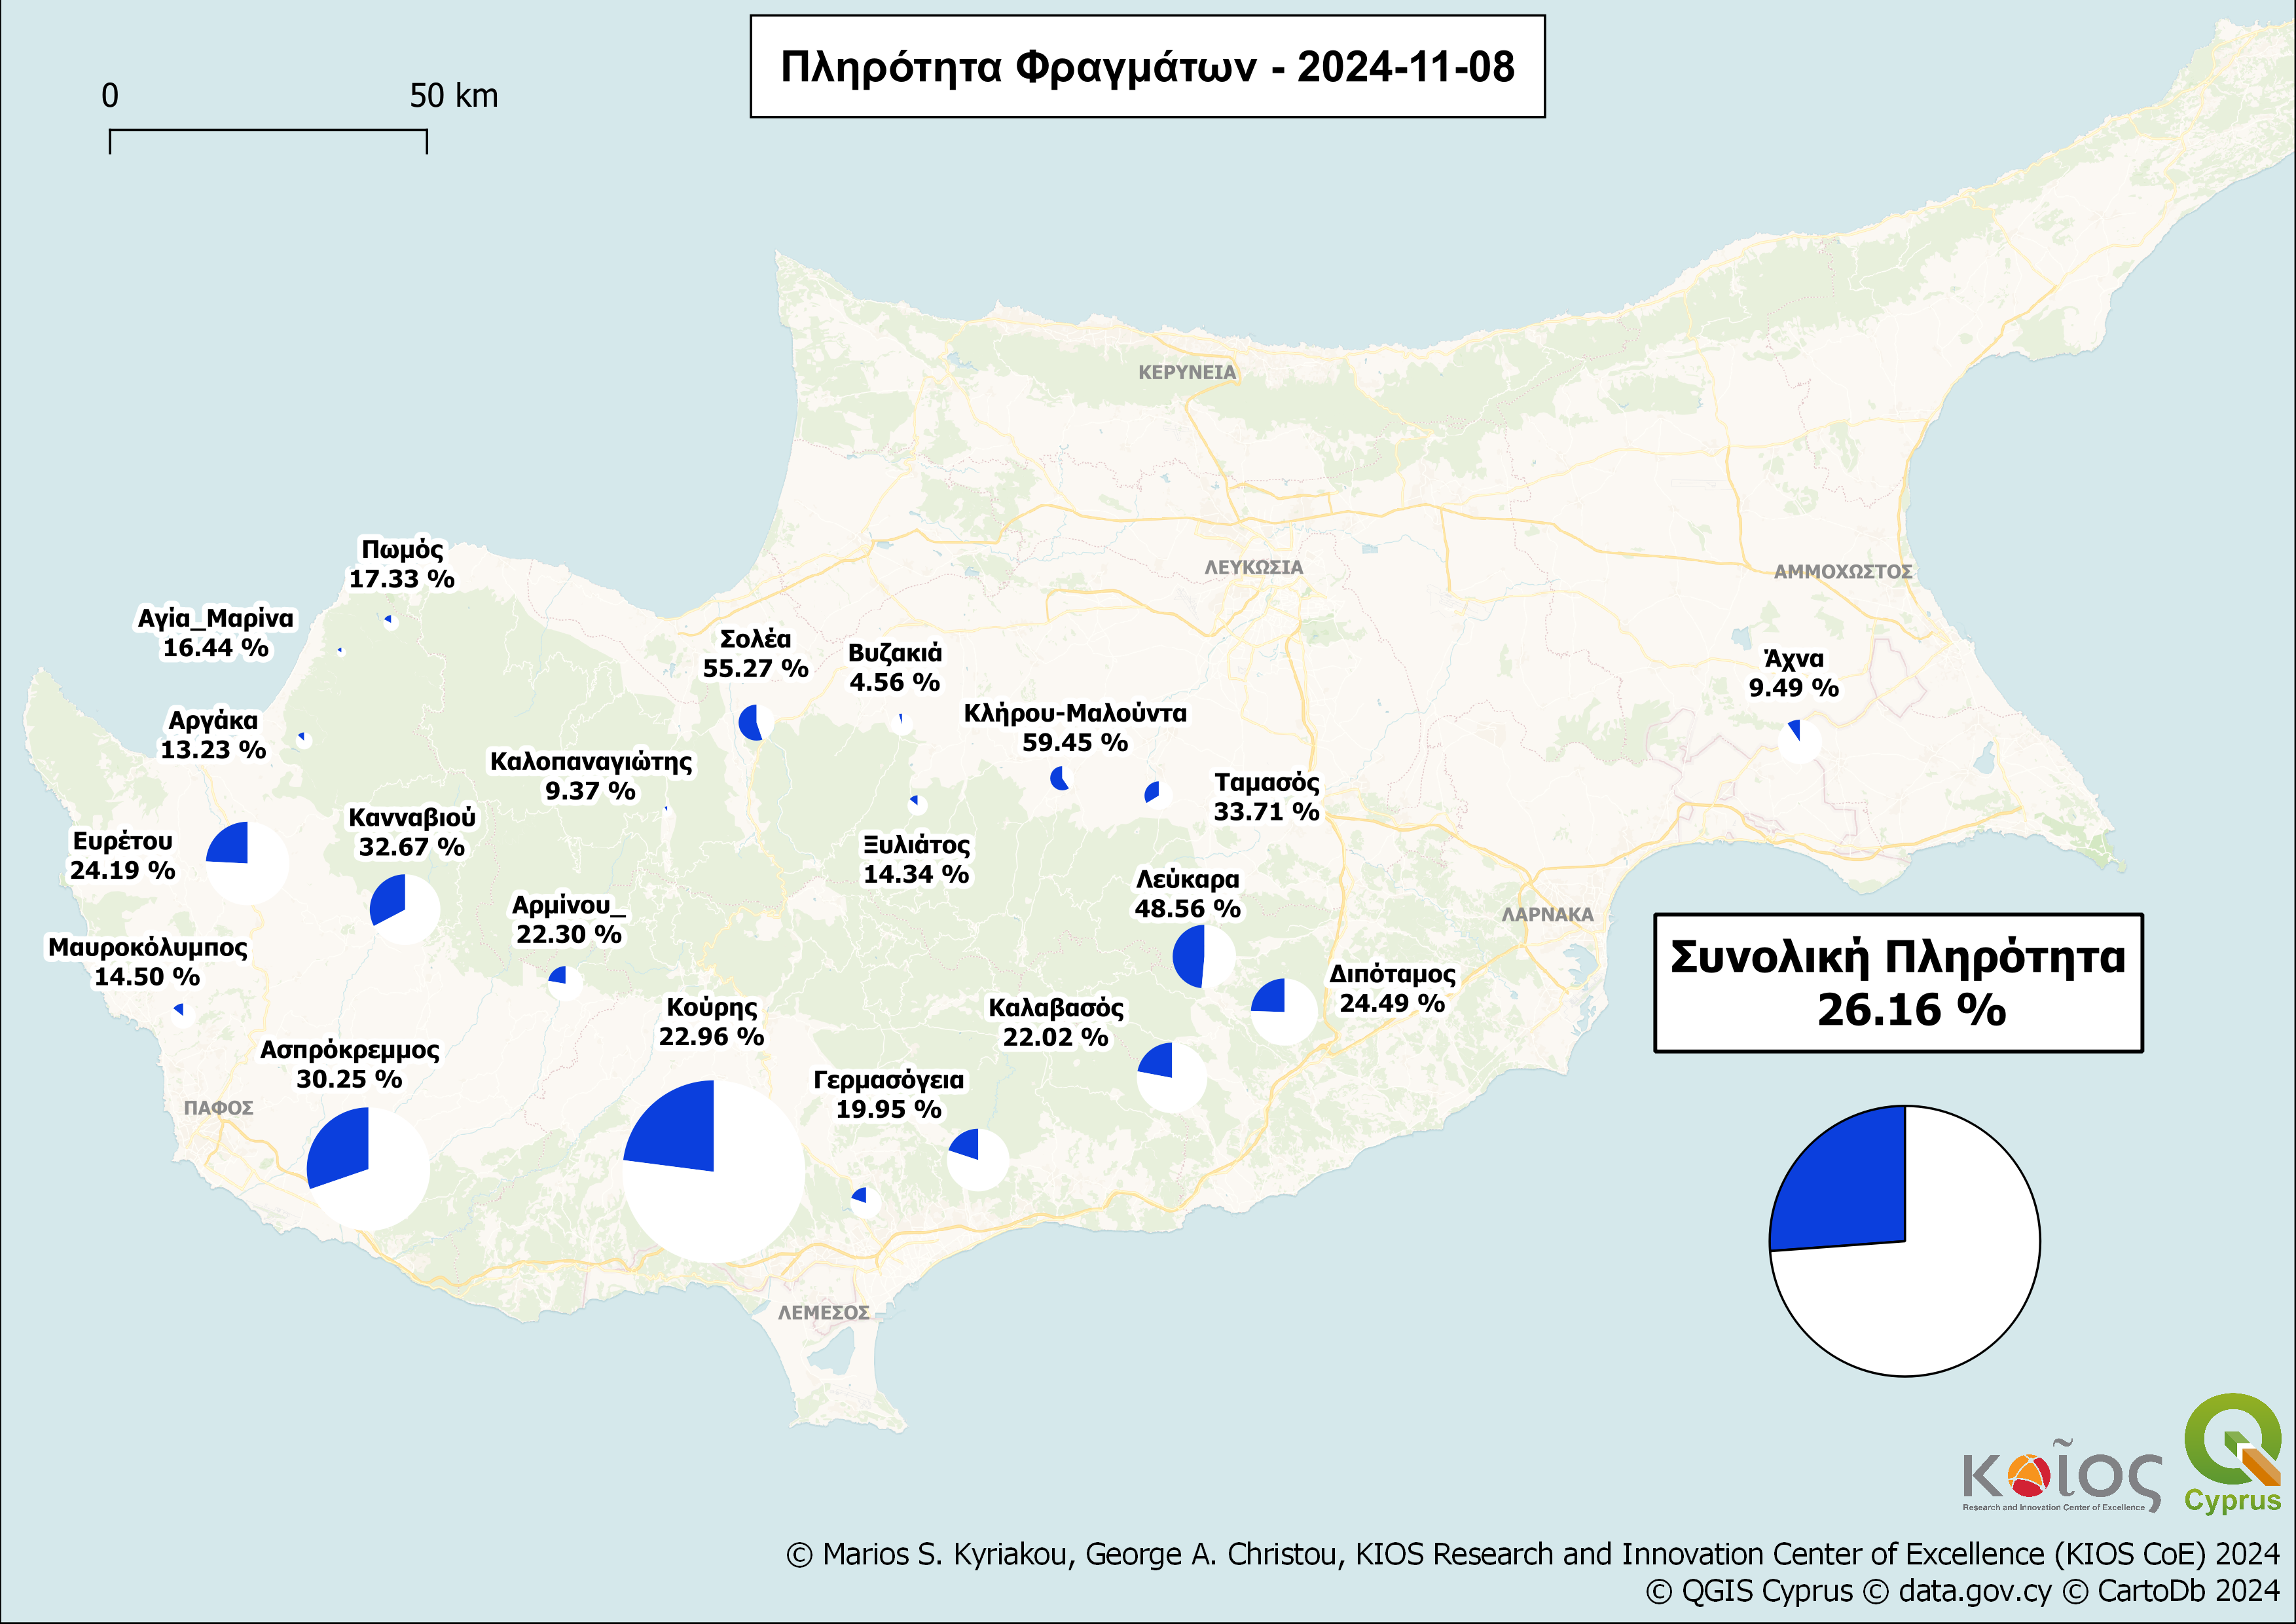 Πληρότητα Φραγμάτων - 2024-11-08
0 50 km
ΚΕΡΥΝΕΙΑ
Πωμός
17.33 %
ΛΕΥΚΩΣΙΑ
ΑΜΜΟΧΩΣΤΟΣ
Αγία_Μαρίνα
16.44 %
Σολέα
55.27 %
Βυζακιά
4.56 %
Άχνα
9.49 %
Αργάκα
13.23 %
Κλήρου-Μαλούντα
59.45 %
Καλοπαναγιώτης
9.37 %
Ταμασός
33.71 %
Ευρέτου
24.19 %
Κανναβιού
32.67 %
Ξυλιάτος
14.34 %
Λεύκαρα
48.56 %
Αρμίνου_
22.30 %
ΛΑΡΝΑΚΑ
Μαυροκόλυμπος
14.50 %
Συνολική Πληρότητα
26.16 %
Διπόταμος
24.49 %
Κούρης
22.96 %
Καλαβασός
22.02 %
Ασπρόκρεμμος
30.25 %
Γερμασόγεια
19.95 %
ΠΑΦΟΣ
ΛΕΜΕΣΟΣ
κοῖος
Research and Innovation Center of Excellence
Cyprus
© Marios S. Kyriakou, George A. Christou, KIOS Research and Innovation Center of Excellence (KIOS CoE) 2024
© QGIS Cyprus © data.gov.cy © CartoDb 2024